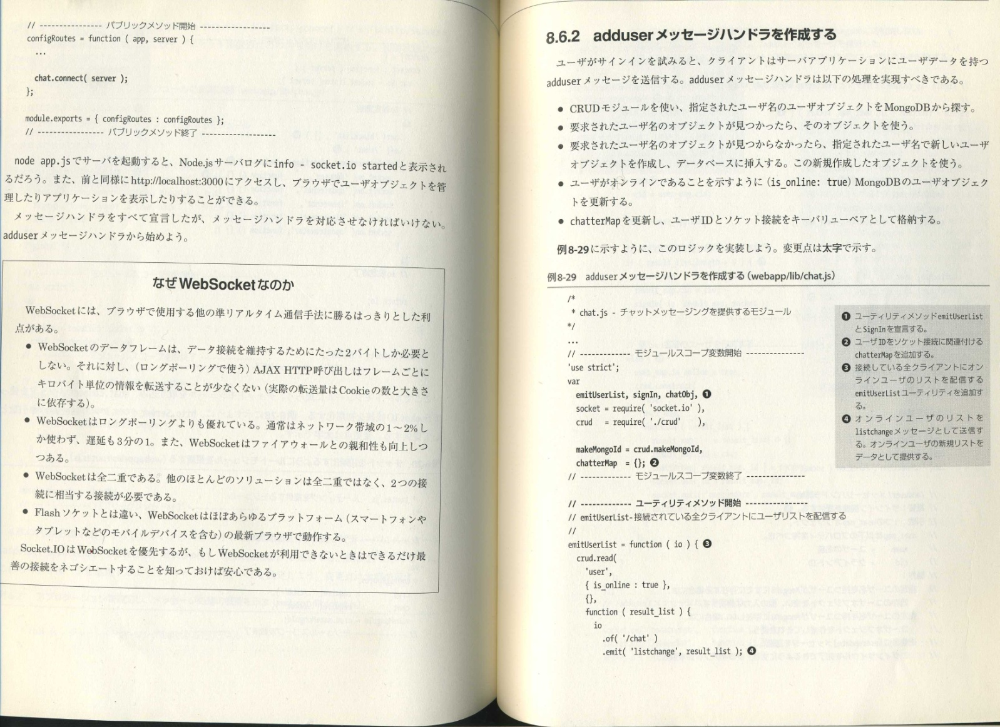 // ---------------- パブリックメソッド開始 ------------------
configRoutes = function ( app, server ) {
...
chat.connect( server );
};
module.exports = { configRoutes : configRoutes };
// ----------------- パブリックメソッド終了 -------------------
node app.jsでサーバを起動すると、Node.jsサーバログにinfo - socket.io startedと表示され
るだろう。また、前と同様にhttp://localhost:3000にアクセスし、ブラウザでユーザオブジェクトを管
理したりアプリケーションを表示したりすることができる。
メッセージハンドラをすべて宣言したが、メッセージハンドラを対応させなければいけない。
adduserメッセージハンドラから始めよう。
なぜWebSocketなのか
WebSocketには、ブラウザで使用する他の準リアルタイム通信手法に勝るはっきりとした利
点がある。
● WebSocketのデータフレームは、データ接続を維持するためにたった2バイトしか必要と
しない。それに対し、(ロングポーリングで使う) AJAX HTTP呼び出しはフレームごとに
キロバイト単位の情報を転送することが少なくない (実際の転送量はCookieの数と大きさ
に依存する)。
● WebSocketはロングポーリングよりも優れている。通常はネットワーク帯域の1～2%し
か使わず、遅延も3分の1。また、WebSocketはファイアウォールとの親和性も向上しつ
つある。
● WebSocketは全二重である。他のほとんどのソリューションは全二重ではなく、2つの接
続に相当する接続が必要である。
● Flashソケットとは違い、WebSocketはほぼあらゆるプラットフォーム (スマートフォンや
タブレットなどのモバイルデバイスを含む) の最新ブラウザで動作する。
Socket.IOはWebSocketを優先するが、もしWebSocketが利用できないときはできるだけ最
善の接続をネゴシエートすることを知っておけば安心である。
8.6.2 adduserメッセージハンドラを作成する
ユーザがサインインを試みると、クライアントはサーバアプリケーションにユーザデータを持つ
adduserメッセージを送信する。adduserメッセージハンドラは以下の処理を実現すべきである。
● CRUDモジュールを使い、指定されたユーザ名のユーザオブジェクトをMongoDBから探す。
● 要求されたユーザ名のオブジェクトが見つかったら、そのオブジェクトを使う。
● 要求されたユーザ名のオブジェクトが見つからなかったら、指定されたユーザ名で新しいユーザ
オブジェクトを作成し、データベースに挿入する。この新規作成したオブジェクトを使う。
● ユーザがオンラインであることを示すように (is_online: true) MongoDBのユーザオブジェク
トを更新する。
● chatterMapを更新し、ユーザIDとソケット接続をキーバリューペアとして格納する。
例8-29に示すように、このロジックを実装しよう。変更点は太字で示す。
例8-29 adduserメッセージハンドラを作成する (webapp/lib/chat.js)
/*
* chat.js - チャットメッセージングを提供するモジュール
*/
...
// ------------- モジュールスコープ変数開始 ---------------
'use strict';
var
emitUserList, signIn, chatObj, ❶
socket = require( 'socket.io' ),
crud = require( './crud' ),
makeMongoId = crud.makeMongoId,
chatterMap = {}; ❷
// ------------- モジュールスコープ変数終了 ---------------
// ------------- ユーティリティメソッド開始 ----------------
// emitUserList-接続されている全クライアントにユーザリストを配信する
//
emitUserList = function ( io ) { ❸
crud.read(
'user',
{ is_online : true },
{},
function ( result_list ) {
io
.of( '/chat' )
.emit( 'listchange', result_list ); ❹
❶ ユーティリティメソッドemitUserList
とSignInを宣言する。
❷ ユーザIDをソケット接続に関連付ける
chatterMapを追加する。
❸ 接続している全クライアントにオン
ラインユーザのリストを配信する
emitUserListユーティリティを追加す
る。
❹ オンラインユーザのリストを
listchangeメッセージとして送信す
る。オンラインユーザの新規リストを
データとして提供する。